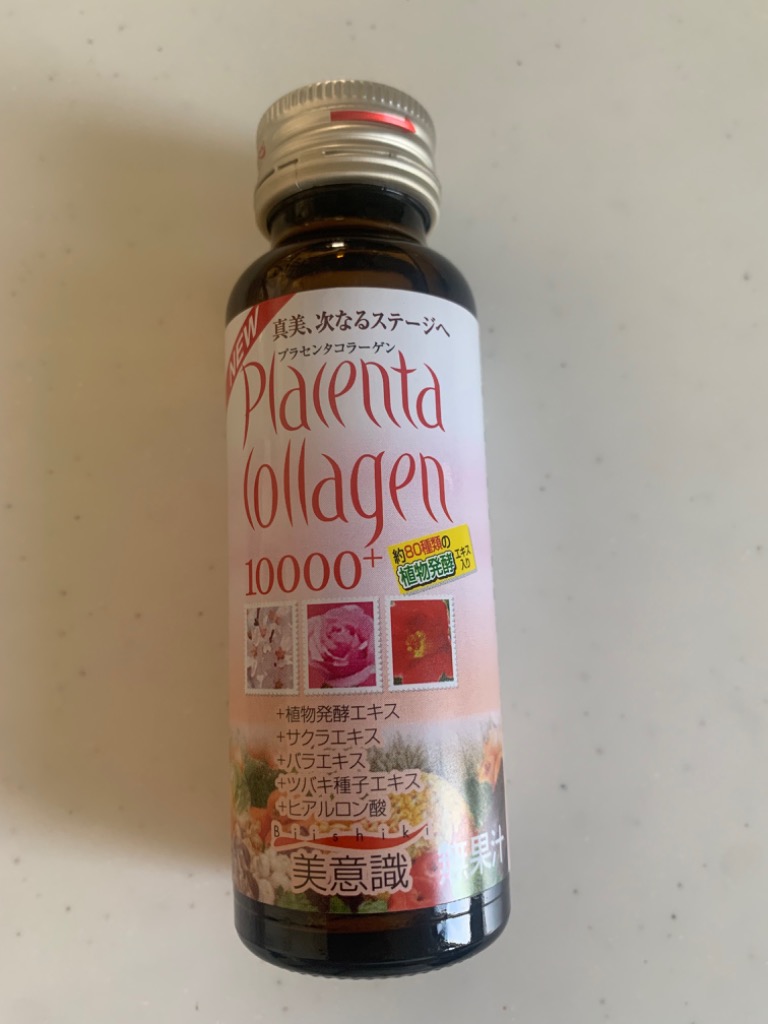 NEW
真美、次なるステージへ
プラセンタコラーゲン
Placenta
Collagen
10000+
約80種類の
植物発酵エキス
入り
+植物発酵エキス
+サクラエキス
+バラエキス
+ツバキ種子エキス
+ヒアルロン酸
Biishiki
美意識
無果汁